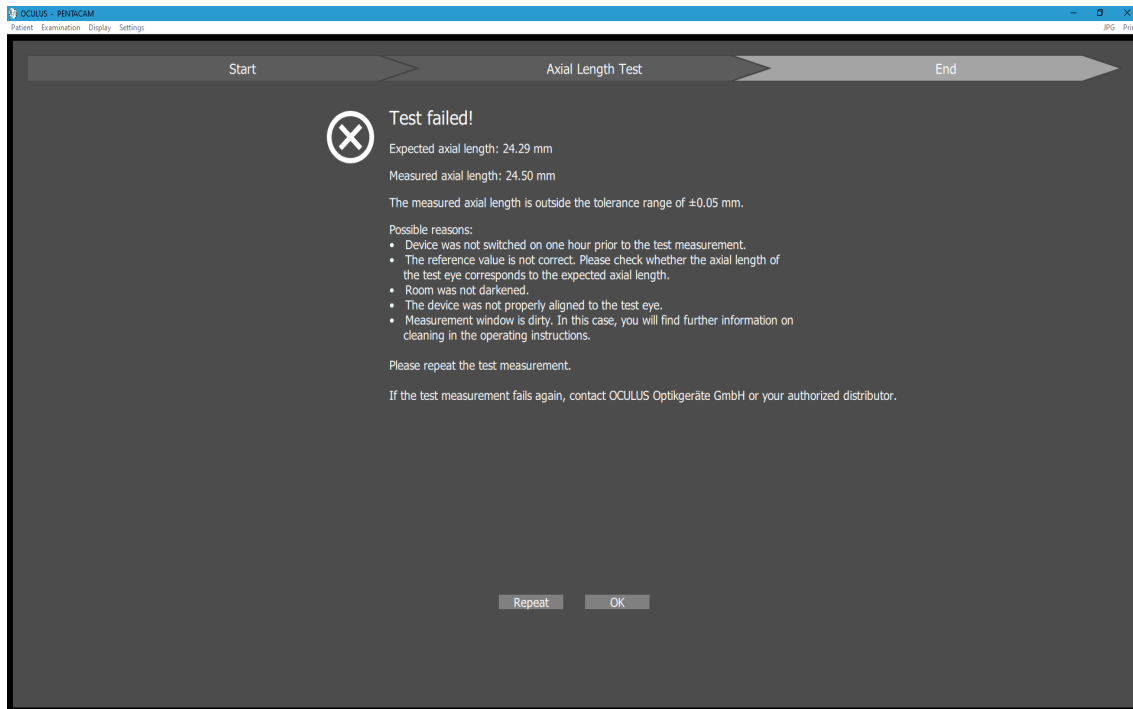 OCULUS - PENTACAM
Patient Examination Display Settings JPG
Start Axial Length Test End
Test failed!
Expected axial length: 24.29 mm
Measured axial length: 24.50 mm
The measured axial length is outside the tolerance range of ±0.05 mm.
Possible reasons:
• Device was not switched on one hour prior to the test measurement.
• The reference value is not correct. Please check whether the axial length of
the test eye corresponds to the expected axial length.
• Room was not darkened.
• The device was not properly aligned to the test eye.
• Measurement window is dirty. In this case, you will find further information on
cleaning in the operating instructions.
Please repeat the test measurement.
If the test measurement fails again, contact OCULUS Optikgeräte GmbH or your authorized distributor.
Repeat OK